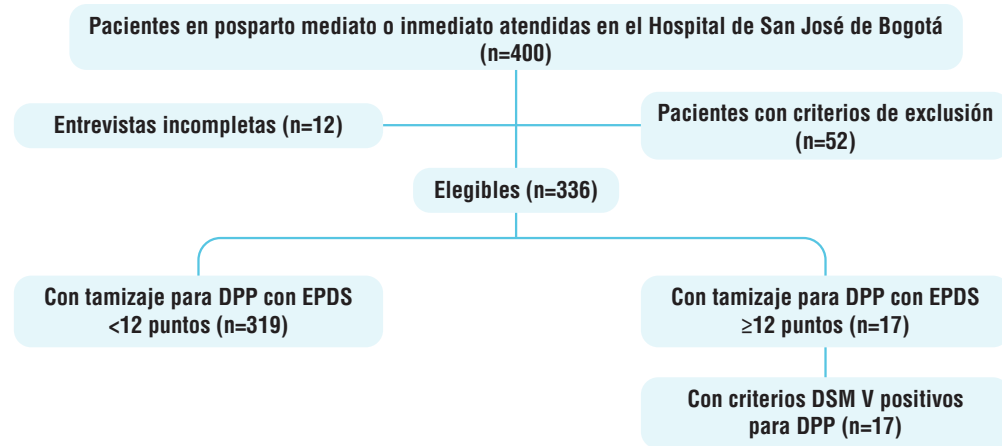 Pacientes en posparto mediato o inmediato atendidas en el Hospital de San José de Bogotá
(n=400)
Entrevistas incompletas (n=12)
Pacientes con criterios de exclusión
(n=52)
Elegibles (n=336)
Con tamizaje para DPP con EPDS
<12 puntos (n=319)
Con tamizaje para DPP con EPDS
≥12 puntos (n=17)
Con criterios DSM V positivos
para DPP (n=17)